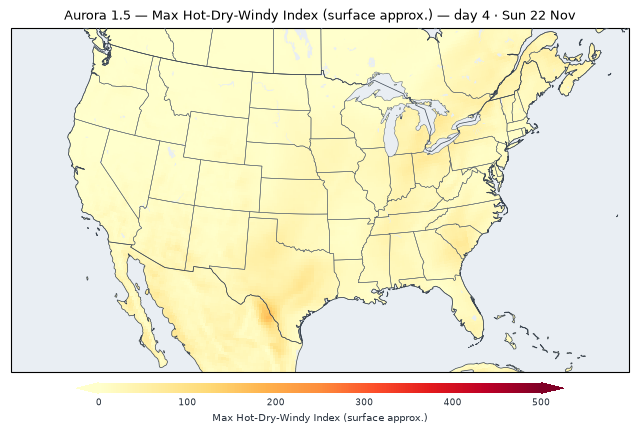 Aurora 1.5 — Max Hot-Dry-Windy Index (surface approx.) — day 4 · Sun 22 Nov
0 100 200 300 400 500
Max Hot-Dry-Windy Index (surface approx.)